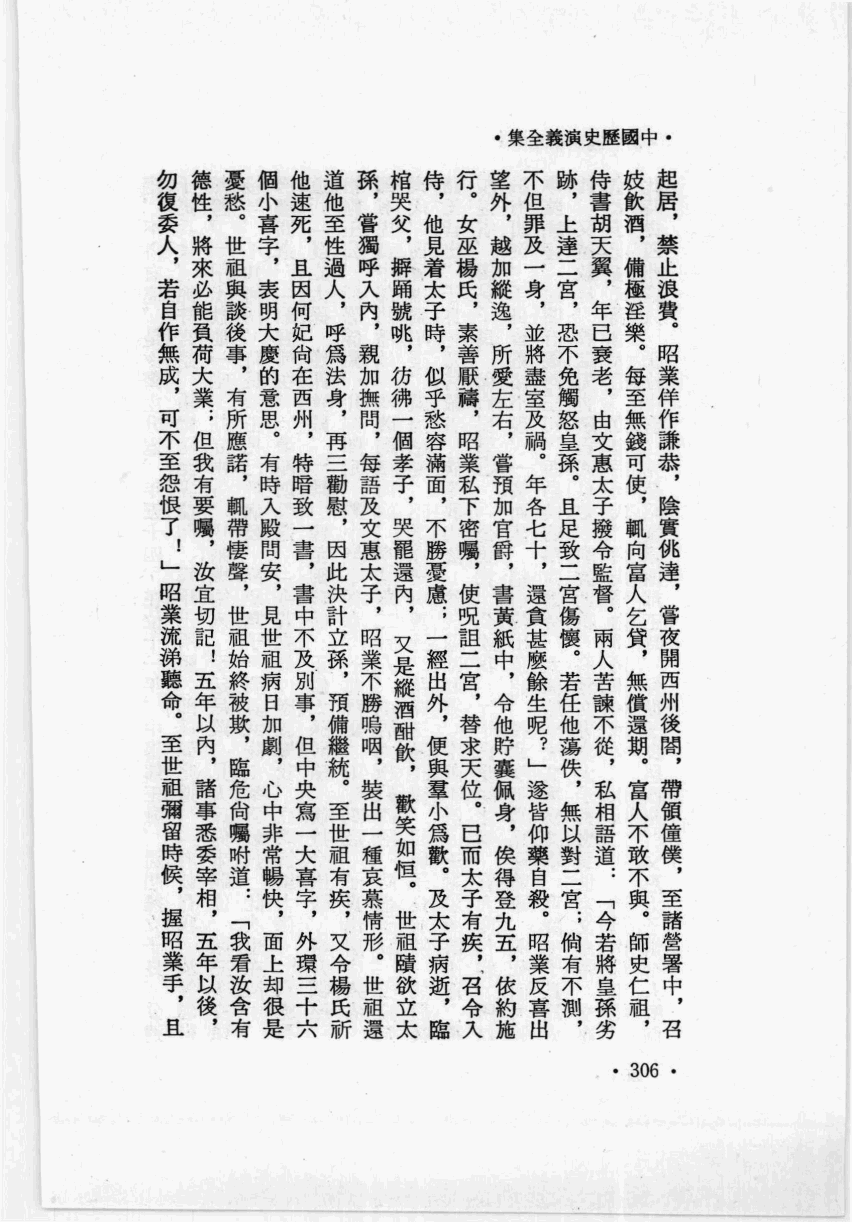 •中國歷史演義全集•
起居，禁止浪費。昭業佯作謙恭，陰實佻達，嘗夜開西州後閤，帶領僮僕，至諸營署中，召
妓飲酒，備極淫樂。每至無錢可使，輒向富人乞貸，無償還期。富人不敢不與。師史仁祖，
侍書胡天翼，年已衰老，由文惠太子撥令監督。兩人苦諫不從，私相語道：「今若將皇孫劣
跡，上達二宮，恐不免觸怒皇孫。且足致二宮傷懷。若任他蕩佚，無以對二宮；倘有不測，
不但罪及一身，並將盡室及禍。年各七十，還貪甚麼餘生呢？」遂皆仰藥自殺。昭業反喜出
望外，越加縱逸，所愛左右，嘗預加官爵，書黃紙中，令他貯囊佩身，俟得登九五，依約施
行。女巫楊氏，素善厭禱，昭業私下密囑，使呪詛二宮，替求天位。已而太子有疾，召令入
侍，他見着太子時，似乎愁容滿面，不勝憂慮；一經出外，便與羣小爲歡。及太子病逝，臨
棺哭父，擗踊號咷，彷彿一個孝子，哭罷還內，又是縱酒酣飲，歡笑如恒。世祖賾欲立太
孫，嘗獨呼入內，親加撫問，每語及文惠太子，昭業不勝嗚咽，裝出一種哀慕情形。世祖還
道他至性過人，呼爲法身，再三勸慰，因此決計立孫，預備繼統。至世祖有疾，又令楊氏祈
他速死，且因何妃尙在西州，特暗致一書，書中不及別事，但中央寫一大喜字，外環三十六
個小喜字，表明大慶的意思。有時入殿問安，見世祖病日加劇，心中非常暢快，面上却很是
憂愁。世祖與談後事，有所應諾，輒帶悽聲，世祖始終被欺，臨危尙囑咐道：「我看汝含有
德性，將來必能負荷大業；但我有要囑，汝宜切記！五年以內，諸事悉委宰相，五年以後，
勿復委人，若自作無成，可不至怨恨了！」昭業流涕聽命。至世祖彌留時候，握昭業手，且
•306•